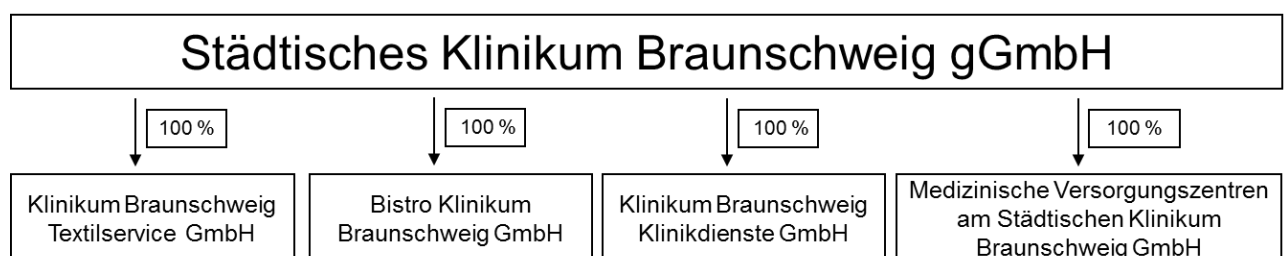 Städtisches Klinikum Braunschweig gGmbH
100 %
100 %
100 %
100 %
Klinikum Braunschweig
Textilservice GmbH
Bistro Klinikum
Braunschweig GmbH
Klinikum Braunschweig
Klinikdienste GmbH
Medizinische Versorgungszentren
am Städtischen Klinikum
Braunschweig GmbH